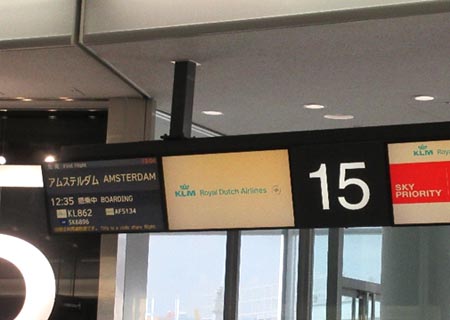 アムステルダム AMSTERDAM
12:35 搭乗中 BOARDING
KL862 AF5134
SK6896
KLM Royal Dutch Airlines
15
KLM Roya
SKY
PRIORITY